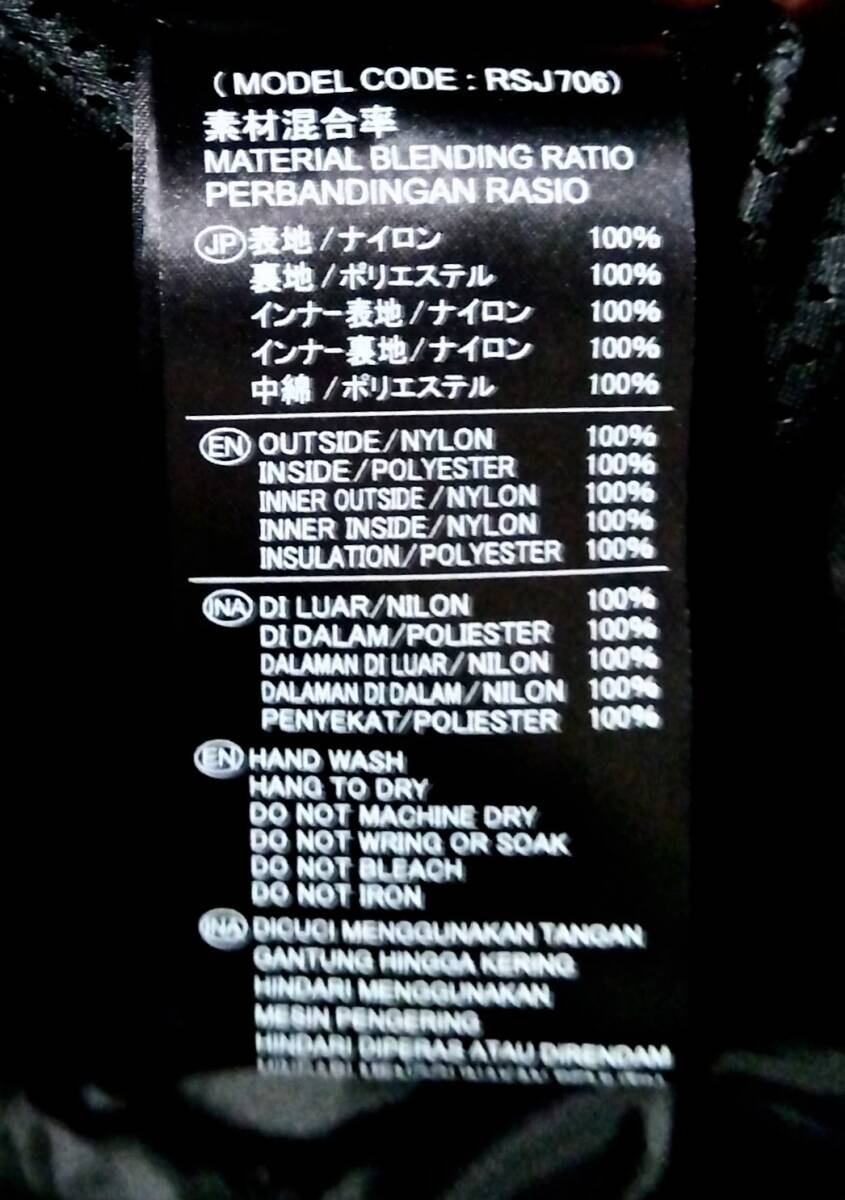 ( MODEL CODE : RSJ706)
素材混合率
MATERIAL BLENDING RATIO
PERBANDINGAN RASIO
JP 表地 / ナイロン 100%
裏地 / ポリエステル 100%
インナー表地 / ナイロン 100%
インナー裏地 / ナイロン 100%
中綿 / ポリエステル 100%
EN OUTSIDE/NYLON 100%
INSIDE/POLYESTER 100%
INNER OUTSIDE/NYLON 100%
INNER INSIDE/NYLON 100%
INSULATION/POLYESTER 100%
INA DI LUAR/NILON 100%
DI DALAM/POLIESTER 100%
DALAMAN DI LUAR/NILON 100%
DALAMAN DI DALAM/NILON 100%
PENYEKAT/POLIESTER 100%
EN HAND WASH
HANG TO DRY
DO NOT MACHINE DRY
DO NOT WRING OR SOAK
DO NOT BLEACH
DO NOT IRON
INA DICUCI MENGGUNAKAN TANGAN
GANTUNG HINGGA KERING
HINDARI MENGGUNAKAN
MESIN PENGERING
HINDARI DIPERAS ATAU DIRENDAM